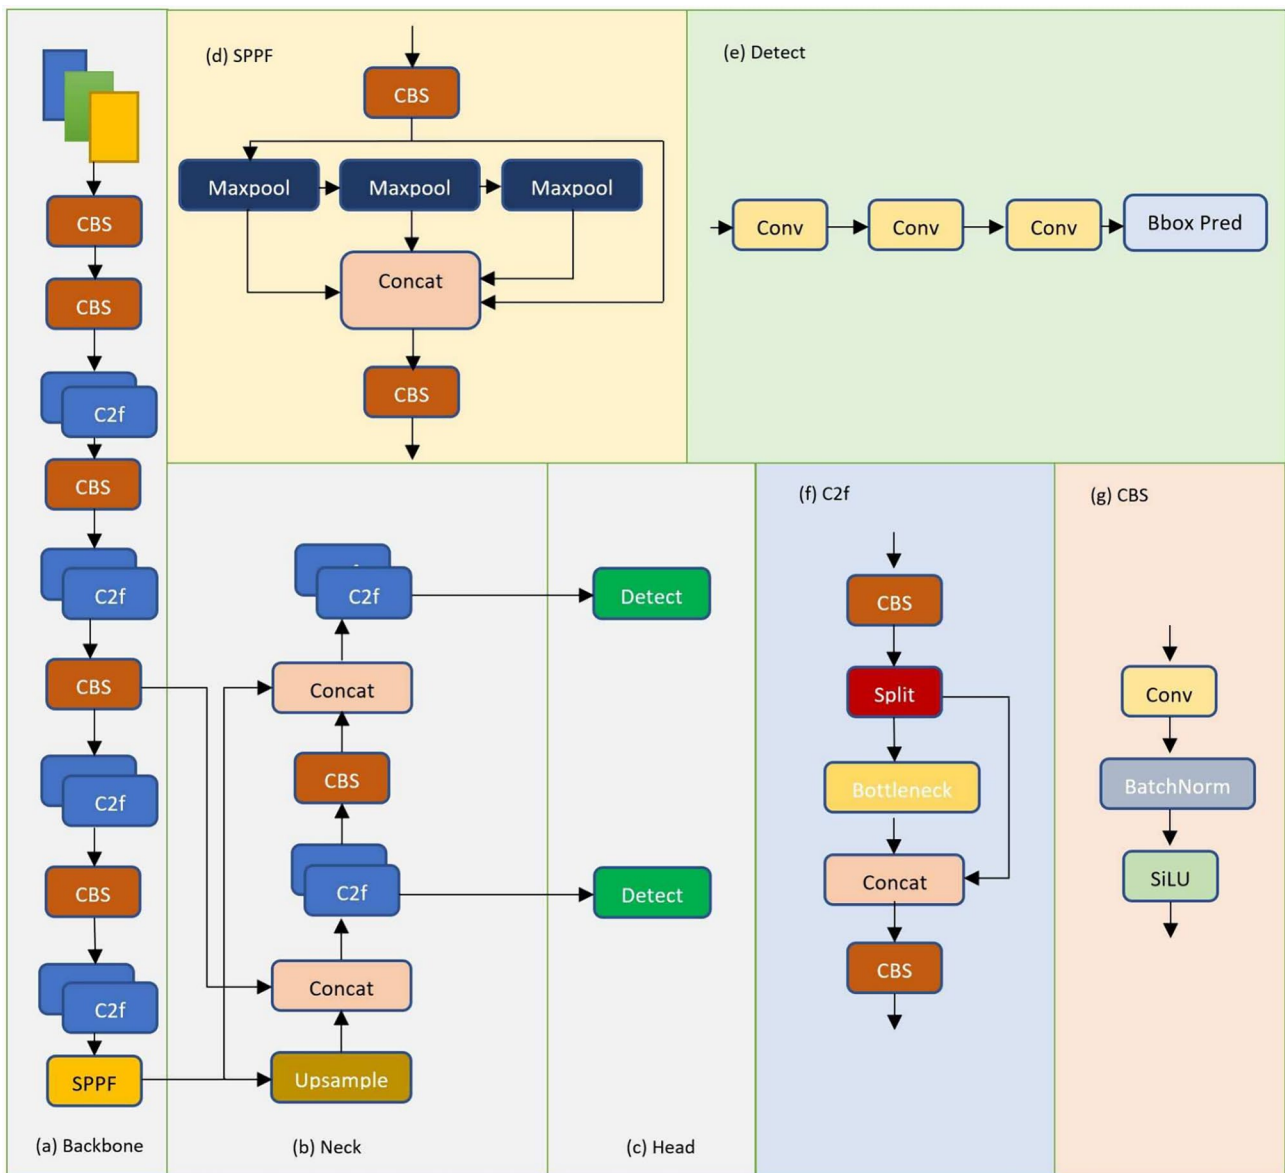 (d) SPPF
CBS
Maxpool
Maxpool
Maxpool
Concat
CBS
(e) Detect
Conv
Conv
Conv
Bbox Pred
CBS
CBS
C2f
CBS
C2f
CBS
C2f
CBS
C2f
SPPF
(a) Backbone
C2f
Concat
CBS
C2f
Concat
Upsample
(b) Neck
Detect
Detect
(c) Head
(f) C2f
CBS
Split
Bottleneck
Concat
CBS
(g) CBS
Conv
BatchNorm
SiLU